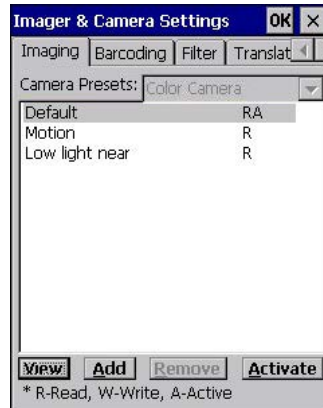 Imager & Camera Settings OK
Imaging Barcoding Filter Translat
Camera Presets: Color Camera
Default RA
Motion R
Low light near R
View Add Remove Activate
* R-Read, W-Write, A-Active